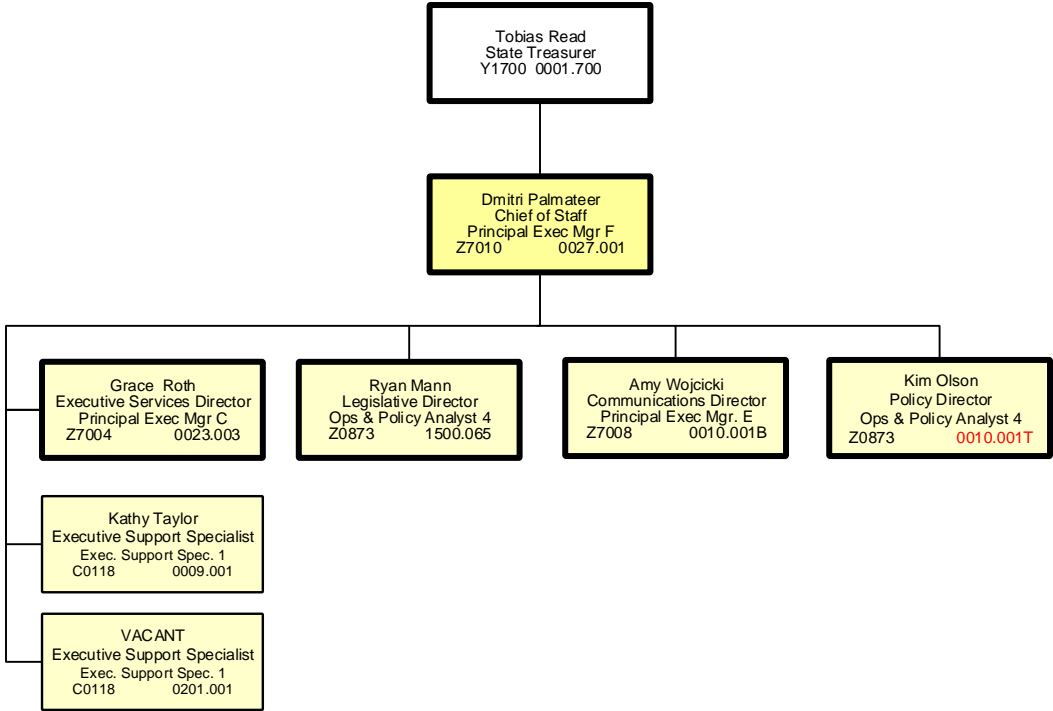 Tobias Read
State Treasurer
Y1700 0001.700
Dmitri Palmateer
Chief of Staff
Principal Exec Mgr F
Z7010 0027.001
Grace Roth
Executive Services Director
Principal Exec Mgr C
Z7004 0023.003
Ryan Mann
Legislative Director
Ops & Policy Analyst 4
Z0873 1500.065
Amy Wojcicki
Communications Director
Principal Exec Mgr. E
Z7008 0010.001B
Kim Olson
Policy Director
Ops & Policy Analyst 4
Z0873 0010.001T
Kathy Taylor
Executive Support Specialist
Exec. Support Spec. 1
C0118 0009.001
VACANT
Executive Support Specialist
Exec. Support Spec. 1
C0118 0201.001